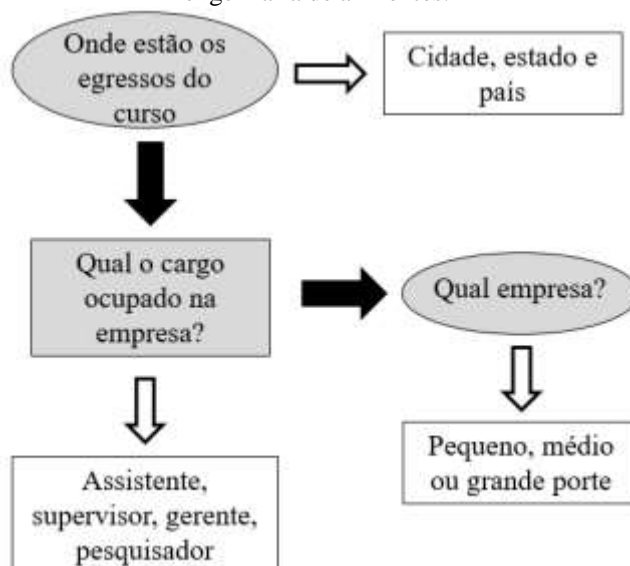 Onde estão os
egressos do
curso
Cidade, estado e
pais
Qual o cargo
ocupado na
empresa?
Qual empresa?
Assistente,
supervisor, gerente,
pesquisador
Pequeno, médio
ou grande porte